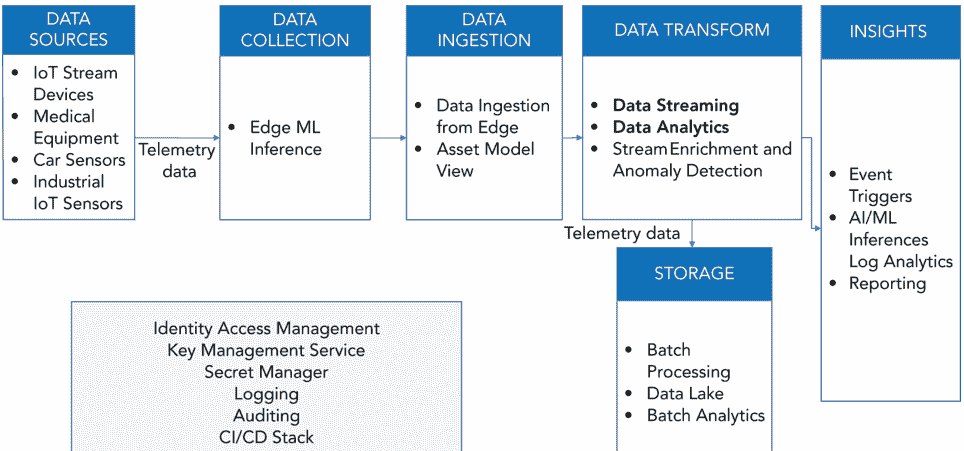 DATA
SOURCES
• IoT Stream
Devices
• Medical
Equipment
• Car Sensors
• Industrial
IoT Sensors
Telemetry
data
DATA
COLLECTION
• Edge ML
Inference
DATA
INGESTION
• Data Ingestion
from Edge
• Asset Model
View
DATA TRANSFORM
• Data Streaming
• Data Analytics
• Stream Enrichment and
Anomaly Detection
Telemetry data
INSIGHTS
• Event
Triggers
• AI/ML
Inferences
Log Analytics
• Reporting
STORAGE
• Batch
Processing
• Data Lake
• Batch Analytics
Identity Access Management
Key Management Service
Secret Manager
Logging
Auditing
CI/CD Stack